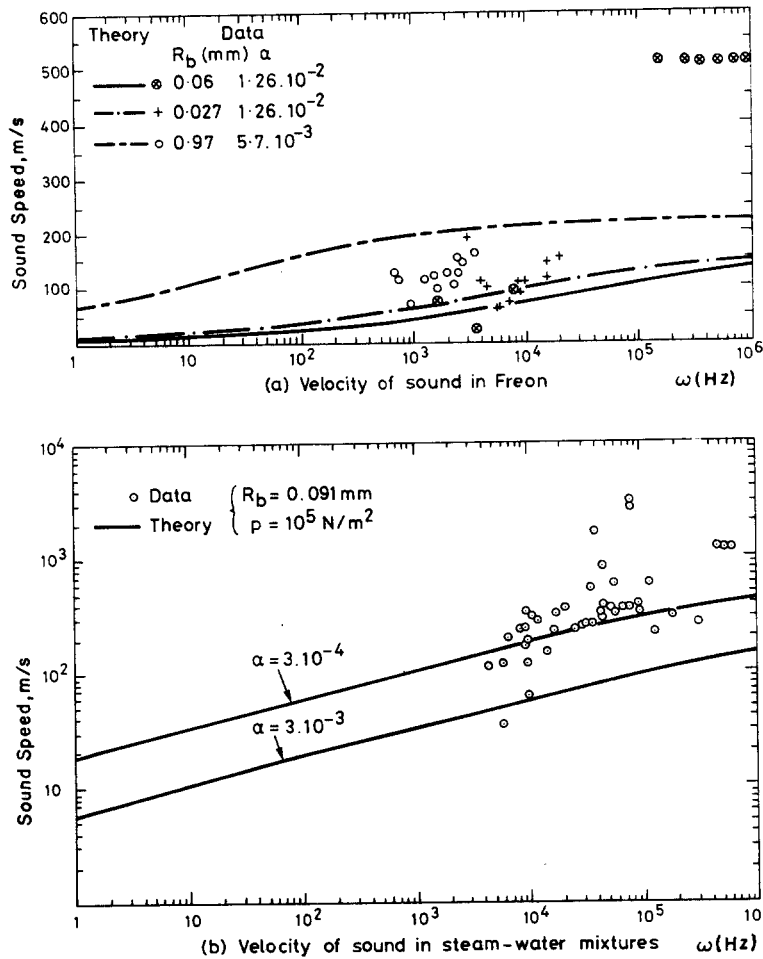 600
500
400
300
200
100
Sound Speed, m/s
Theory Data
R_b (mm) α
⊗ 0·06 1·26.10⁻²
+ 0·027 1·26.10⁻²
○ 0·97 5·7.10⁻³
1 10 10² 10³ 10⁴ 10⁵ 10⁶
(a) Velocity of sound in Freon ω(Hz)
10⁴
10³
10²
10
1
Sound Speed, m/s
○ Data { R_b = 0.091 mm
Theory p = 10⁵ N/m²
α = 3.10⁻⁴
α = 3.10⁻³
1 10 10² 10³ 10⁴ 10⁵ 10⁶
(b) Velocity of sound in steam-water mixtures ω(Hz)